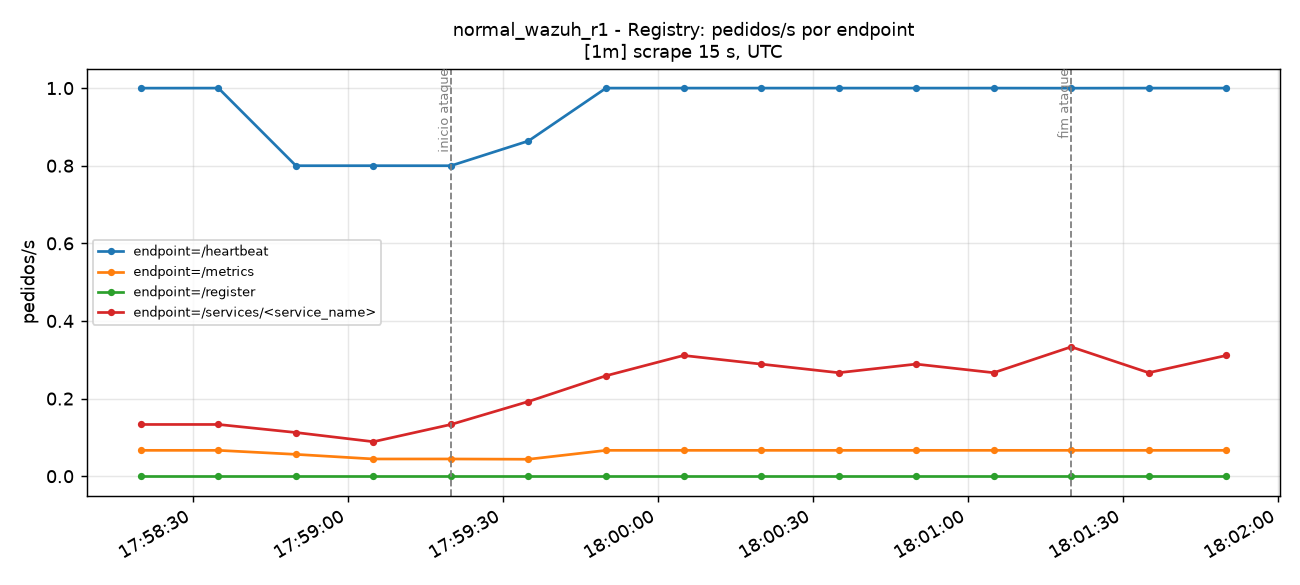 normal_wazuh_r1 - Registry: pedidos/s por endpoint
[1m] scrape 15 s, UTC
pedidos/s
1.0
0.8
0.6
0.4
0.2
0.0
inicio ataque
fim ataque
endpoint=/heartbeat
endpoint=/metrics
endpoint=/register
endpoint=/services/<service_name>
17:58:30
17:59:00
17:59:30
18:00:00
18:00:30
18:01:00
18:01:30
18:02:00